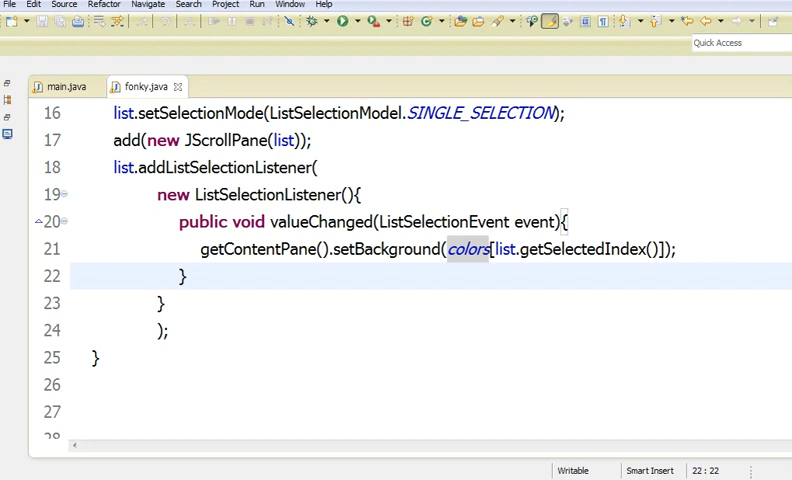 File Edit Source Refactor Navigate Search Project Run Window Help
Quick Access
main.java fonky.java
16 list.setSelectionMode(ListSelectionModel.SINGLE_SELECTION);
17 add(new JScrollPane(list));
18 list.addListSelectionListener(
19 new ListSelectionListener(){
20 public void valueChanged(ListSelectionEvent event){
21 getContentPane().setBackground(colors[list.getSelectedIndex()]);
22 }
23 }
24 );
25 }
26
27
28
Writable Smart Insert 22 : 22